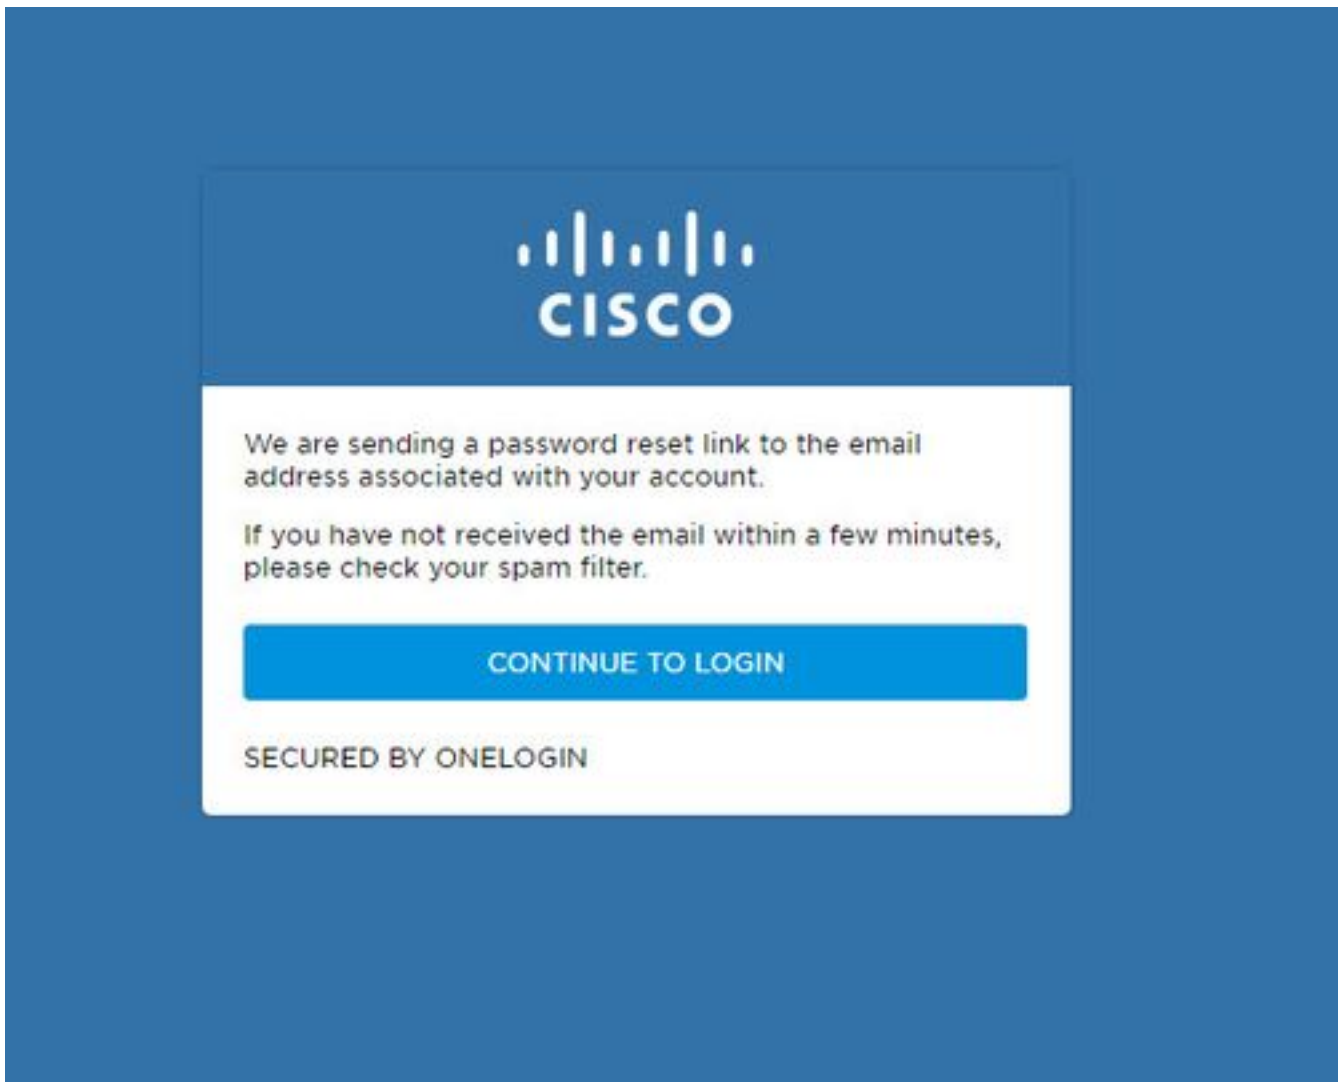 CISCO
We are sending a password reset link to the email
address associated with your account.
If you have not received the email within a few minutes,
please check your spam filter.
CONTINUE TO LOGIN
SECURED BY ONELOGIN